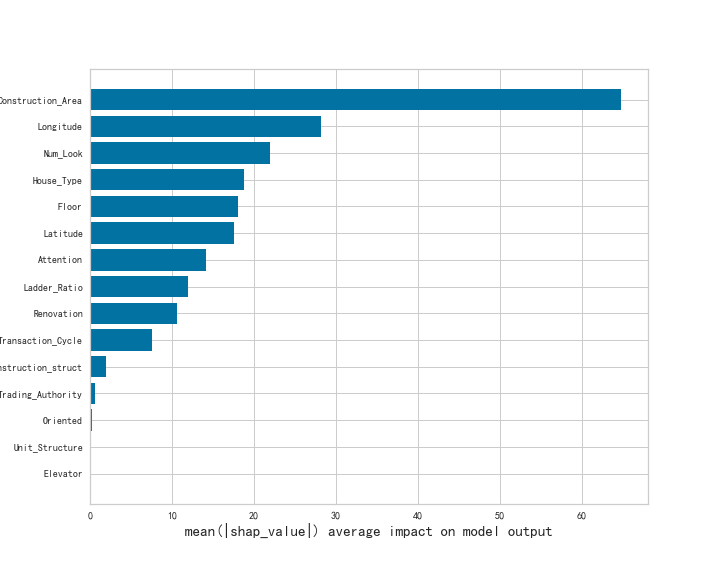 Construction_Area
Longitude
Num_Look
House_Type
Floor
Latitude
Attention
Ladder_Ratio
Renovation
Transaction_Cycle
nstruction_struct
Trading_Authority
Oriented
Unit_Structure
Elevator
0 10 20 30 40 50 60
mean(|shap_value|) average impact on model output